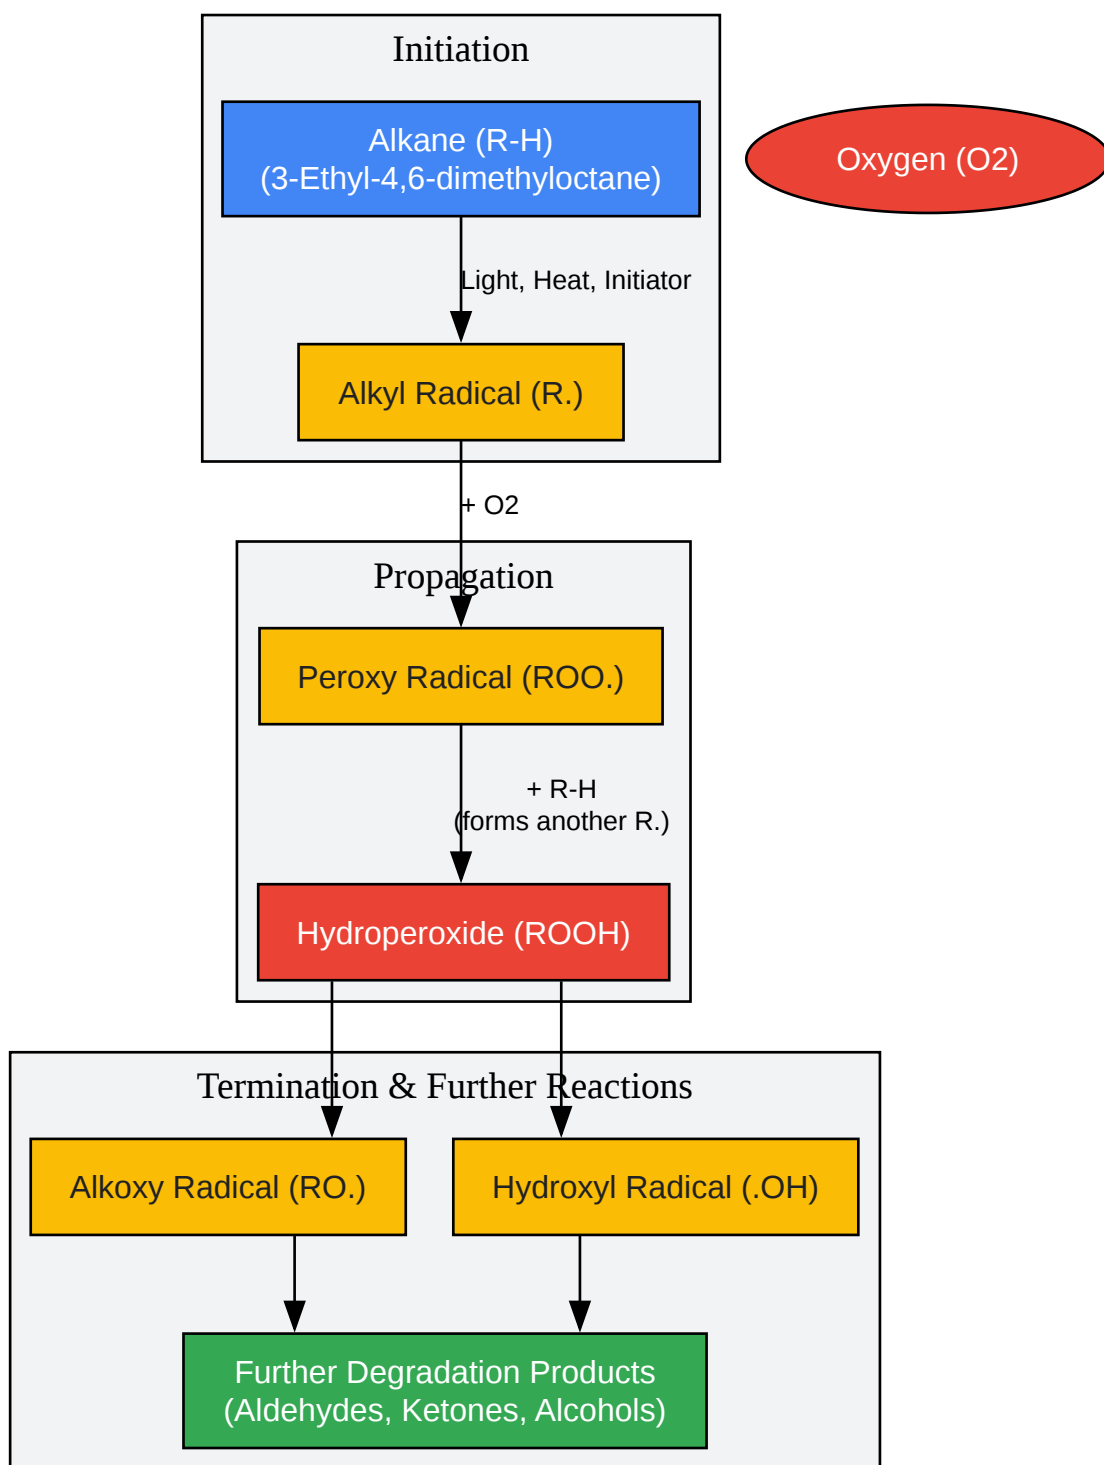 Initiation
Alkane (R-H)
(3-Ethyl-4,6-dimethyloctane)
Oxygen (O2)
Light, Heat, Initiator
Alkyl Radical (R.)
+ O2
Propagation
Peroxy Radical (ROO.)
+ R-H
(forms another R.)
Hydroperoxide (ROOH)
Termination & Further Reactions
Alkoxy Radical (RO.)
Hydroxyl Radical (.OH)
Further Degradation Products
(Aldehydes, Ketones, Alcohols)